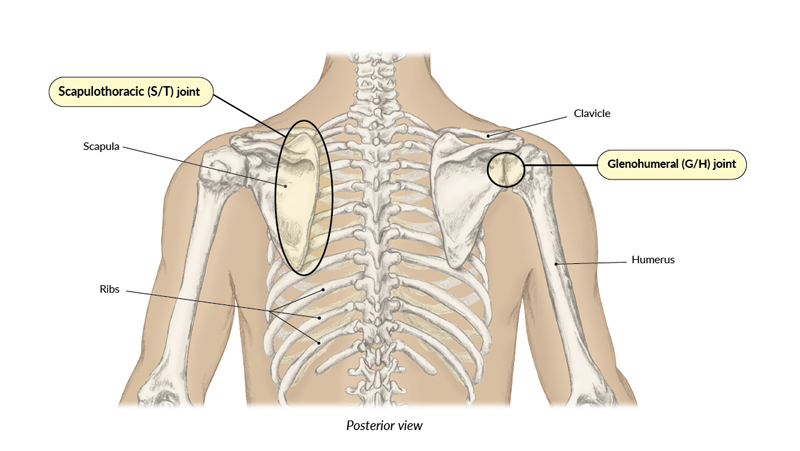 Scapulothoracic (S/T) joint
Clavicle
Scapula
Glenohumeral (G/H) joint
Humerus
Ribs
Posterior view